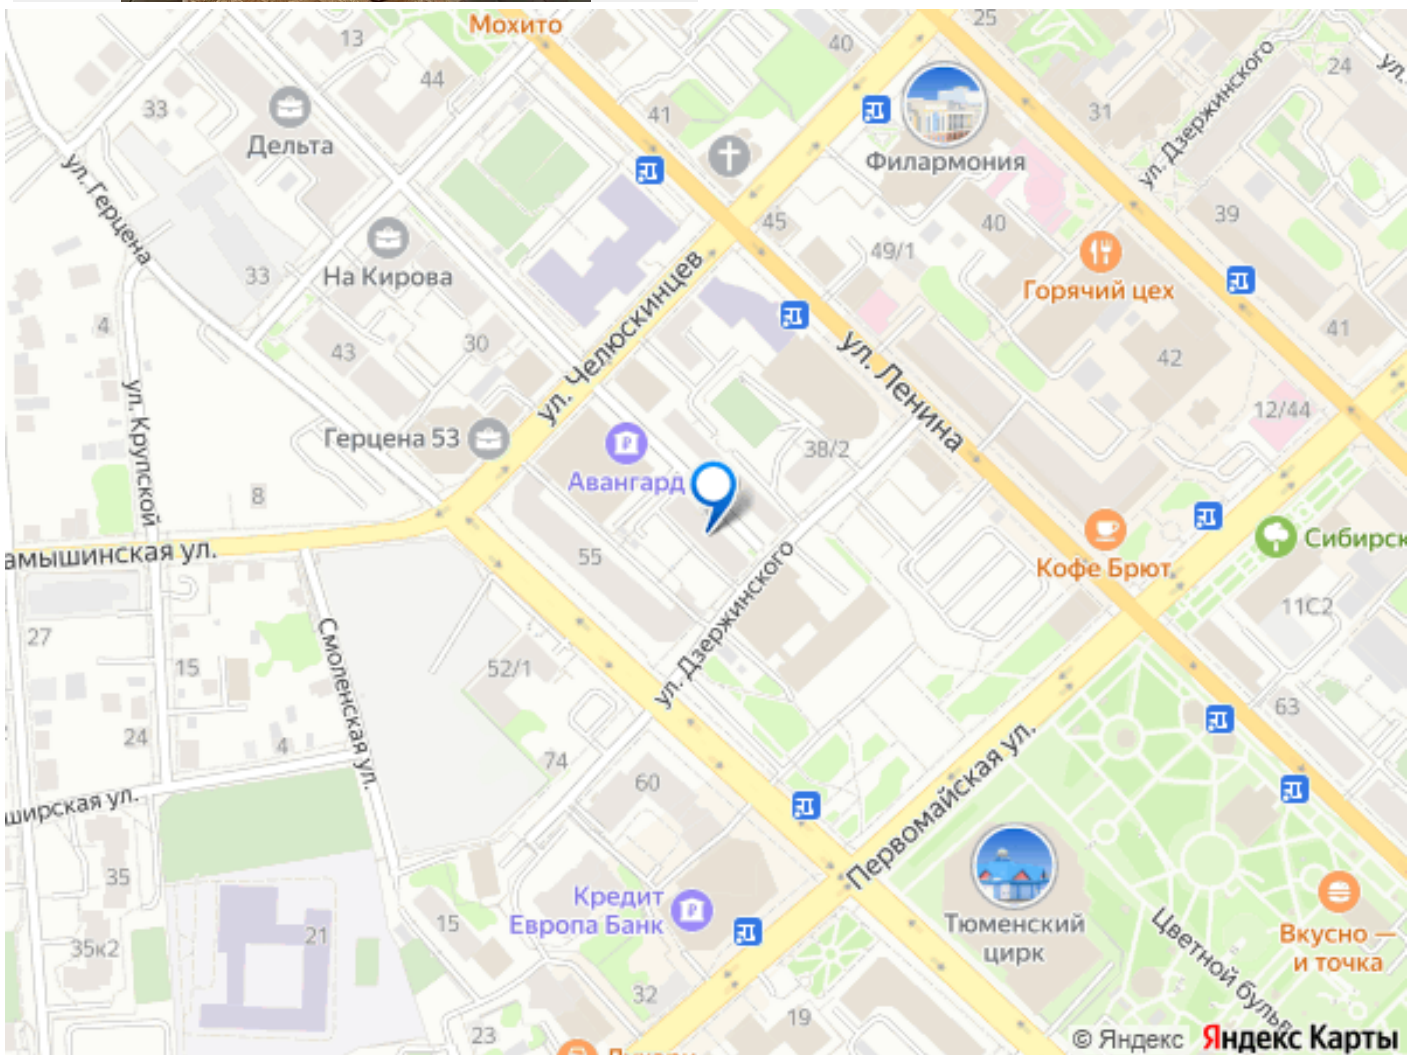 Мохито
25
13
40
24
ул.
44
33
41
31
ул. Дзержинского
Дельта
Филармония
ул. Герцена
45
39
40
49/1
На Кирова
33
Горячий цех
4
ул. Челюскинцев
30
43
41
42
ул. Ленина
ул. Крупской
12/44
Герцена 53
38/2
Авангард
8
амышинская ул.
55
Сибирск
Кофе Брют
ул. Дзержинского
11С2
27
15
52/1
Смоленская ул.
63
24
4
74
60
Первомайская ул.
ширская ул.
35
Кредит
Европа Банк
15
Тюменский
цирк
Цветной бульв
Вкусно —
и точка
21
35к2
32
19
23
© Яндекс Яндекс Карты